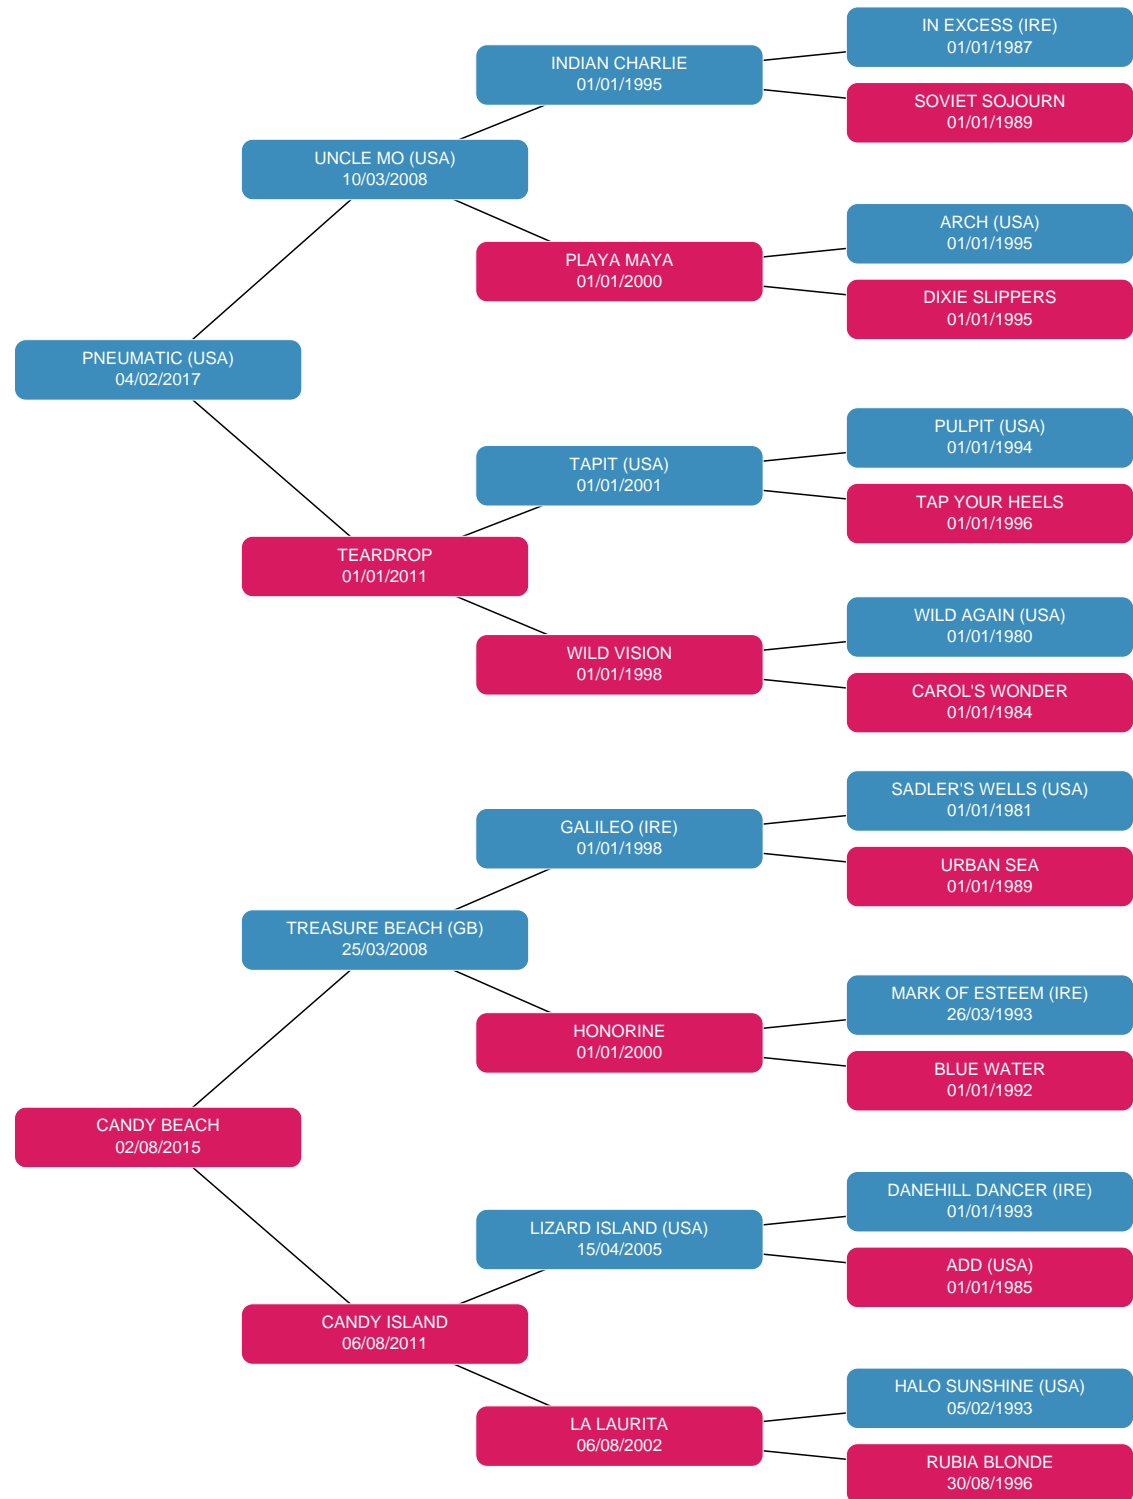 IN EXCESS (IRE)
01/01/1987
INDIAN CHARLIE
01/01/1995
SOVIET SOJOURN
01/01/1989
UNCLE MO (USA)
10/03/2008
ARCH (USA)
01/01/1995
PLAYA MAYA
01/01/2000
DIXIE SLIPPERS
01/01/1995
PNEUMATIC (USA)
04/02/2017
PULPIT (USA)
01/01/1994
TAPIT (USA)
01/01/2001
TAP YOUR HEELS
01/01/1996
TEARDROP
01/01/2011
WILD AGAIN (USA)
01/01/1980
WILD VISION
01/01/1998
CAROL'S WONDER
01/01/1984
SADLER'S WELLS (USA)
01/01/1981
GALILEO (IRE)
01/01/1998
URBAN SEA
01/01/1989
TREASURE BEACH (GB)
25/03/2008
MARK OF ESTEEM (IRE)
26/03/1993
HONORINE
01/01/2000
BLUE WATER
01/01/1992
CANDY BEACH
02/08/2015
DANEHILL DANCER (IRE)
01/01/1993
LIZARD ISLAND (USA)
15/04/2005
ADD (USA)
01/01/1985
CANDY ISLAND
06/08/2011
HALO SUNSHINE (USA)
05/02/1993
LA LAURITA
06/08/2002
RUBIA BLONDE
30/08/1996